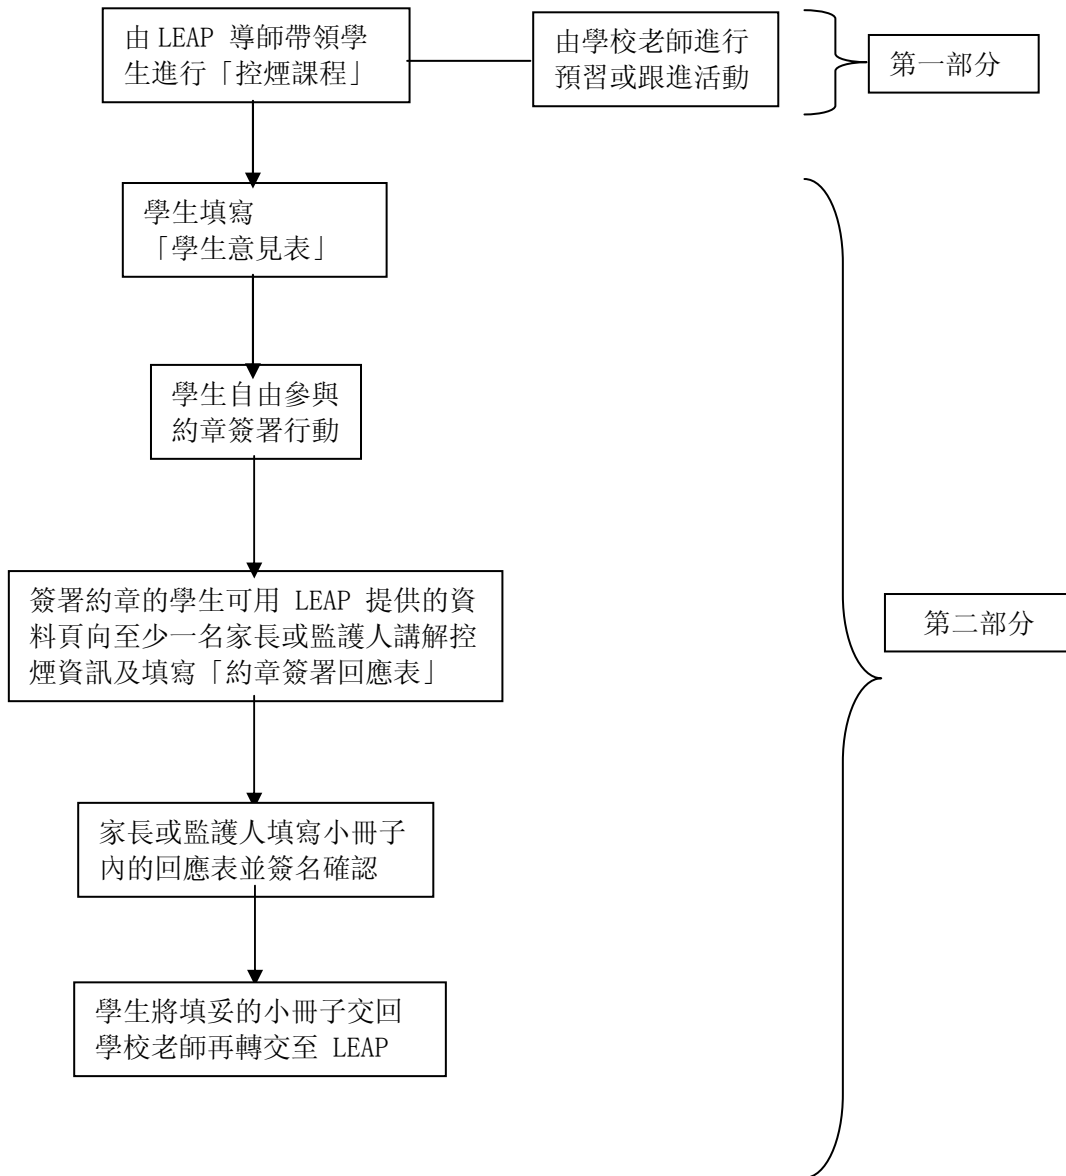 由 LEAP 導師帶領學
生進行「控煙課程」
由學校老師進行
預習或跟進活動
第一部分
學生填寫
「學生意見表」
學生自由參與
約章簽署行動
簽署約章的學生可用 LEAP 提供的資
料頁向至少一名家長或監護人講解控
煙資訊及填寫「約章簽署回應表」
第二部分
家長或監護人填寫小冊子
內的回應表並簽名確認
學生將填妥的小冊子交回
學校老師再轉交至 LEAP